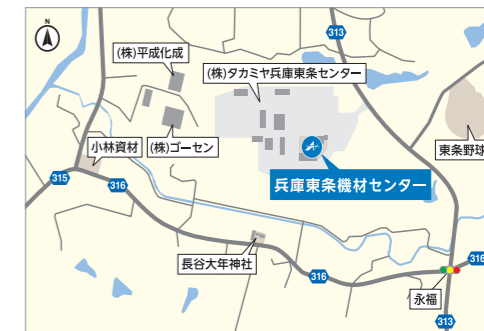 N
313
(株)平成化成
(株)タカミヤ兵庫東条センター
小林資材
(株)ゴーセン
東条野球
315
316
兵庫東条機材センター
長谷大年神社
316
316
永福
313